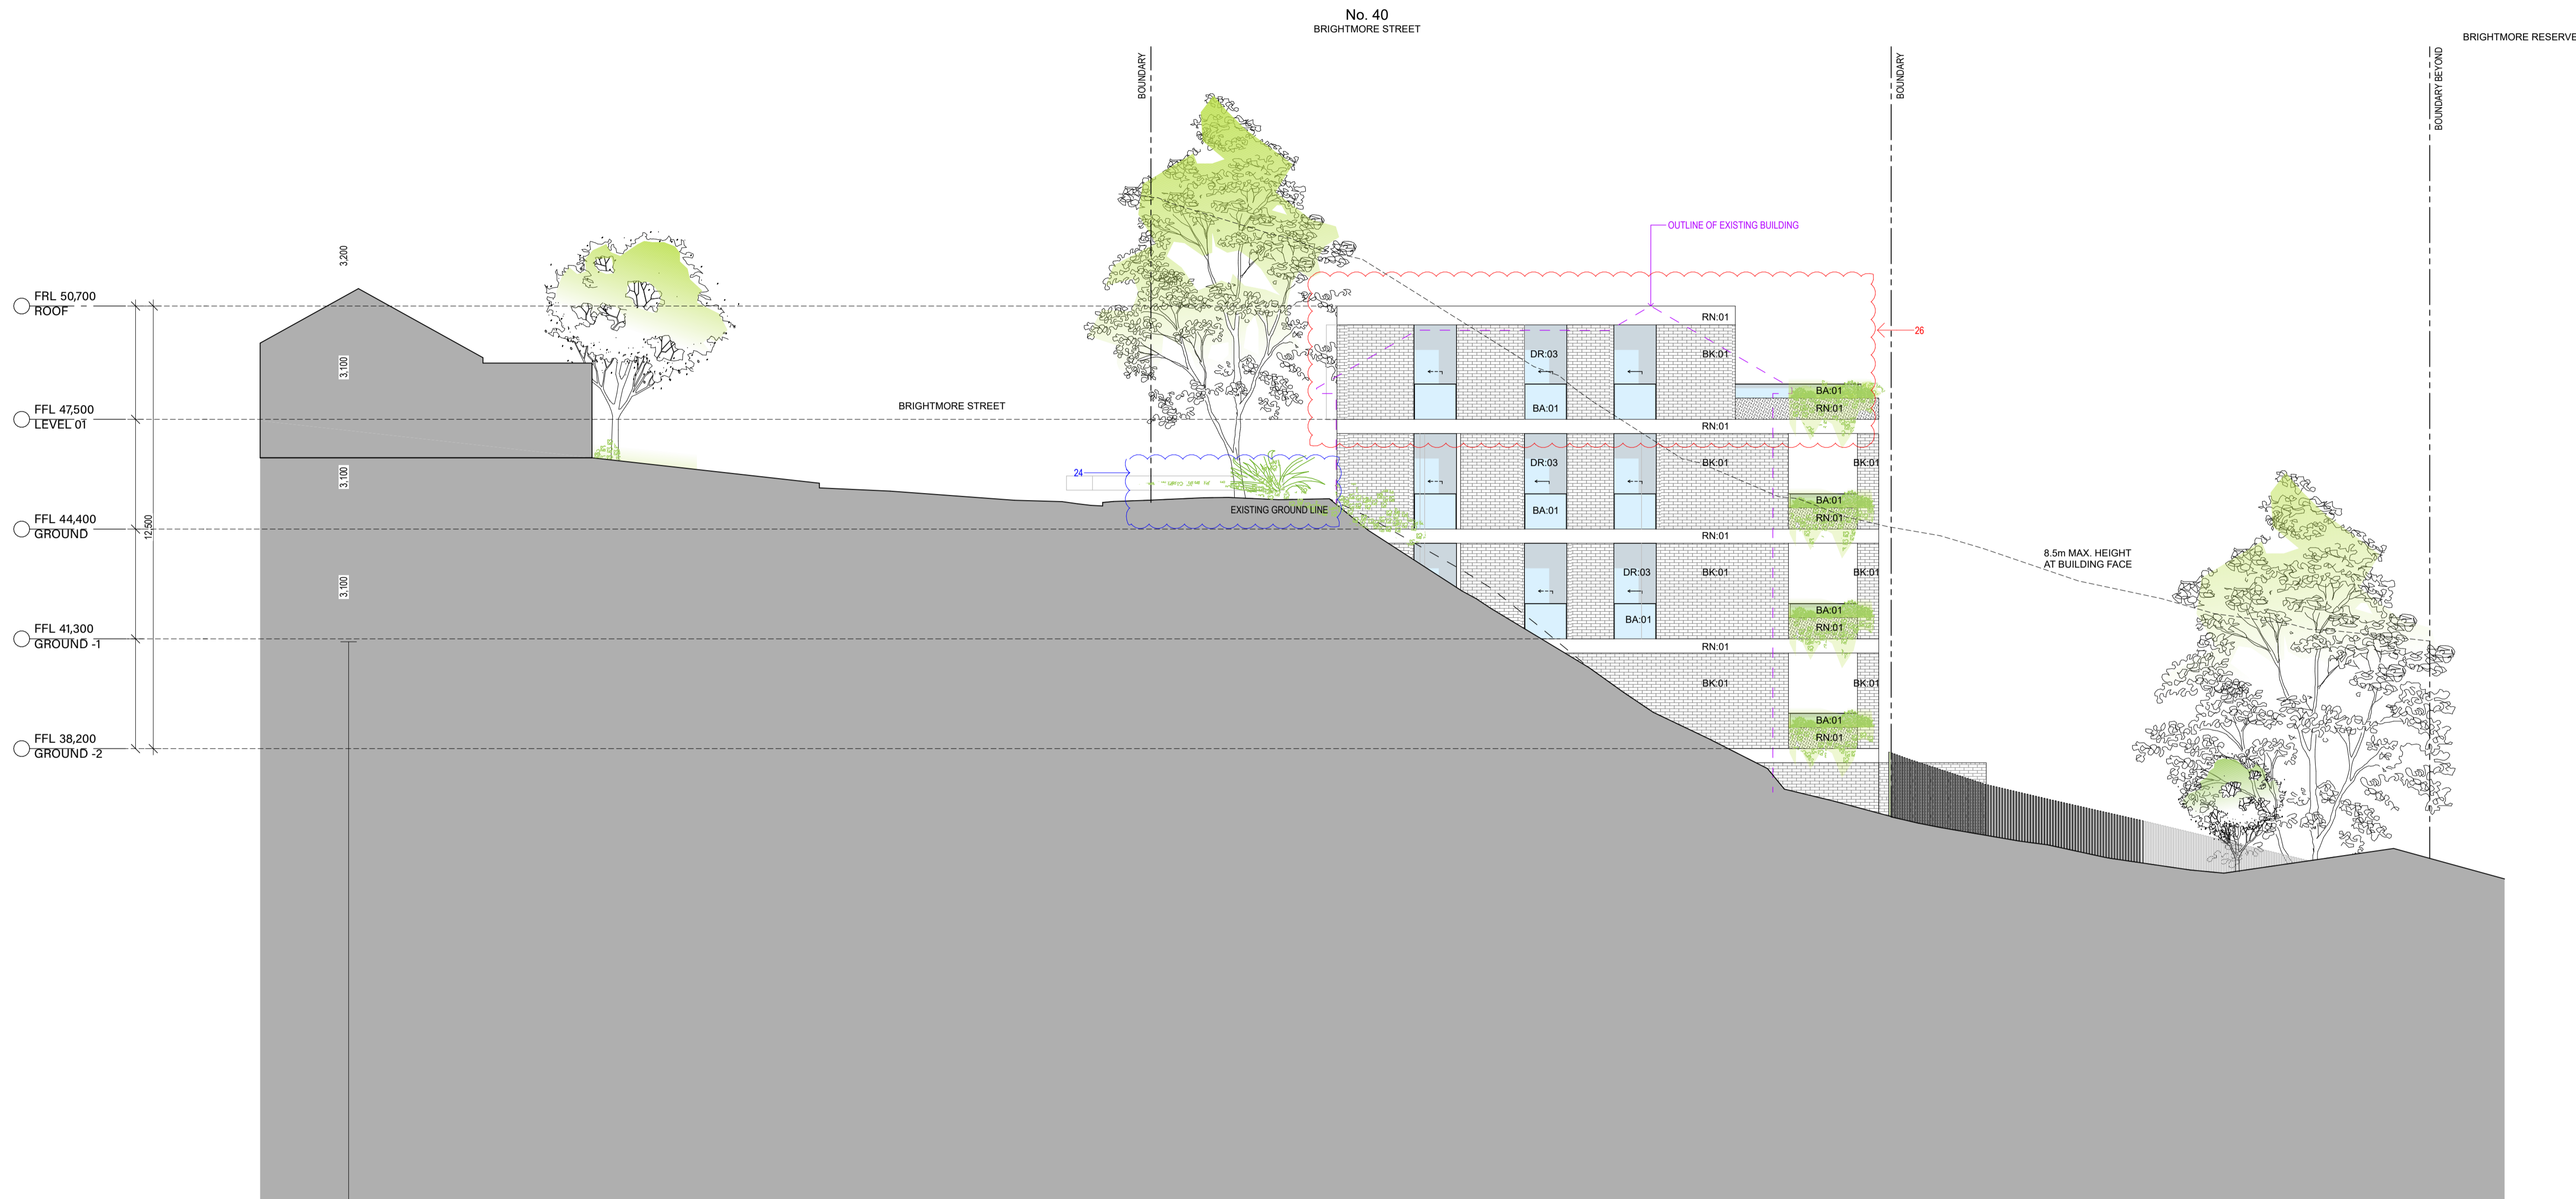 No. 40
BRIGHTMORE STREET
BRIGHTMORE RESERVE
BOUNDARY
BOUNDARY
BOUNDARY BEYOND
OUTLINE OF EXISTING BUILDING
3,200
FRL 50,700
ROOF
RN:01
26
3,100
DR:03
BK:01
BA:01
BRIGHTMORE STREET
BA:01
RN:01
FFL 47,500
LEVEL 01
RN:01
3,100
24
DR:03
BK:01
BK:01
BA:01
EXISTING GROUND LINE
BA:01
RN:01
FFL 44,400
GROUND
12,500
RN:01
8.5m MAX. HEIGHT
AT BUILDING FACE
3,100
DR:03
BK:01
BK:01
BA:01
BA:01
RN:01
FFL 41,300
GROUND -1
RN:01
BK:01
BK:01
BA:01
RN:01
FFL 38,200
GROUND -2